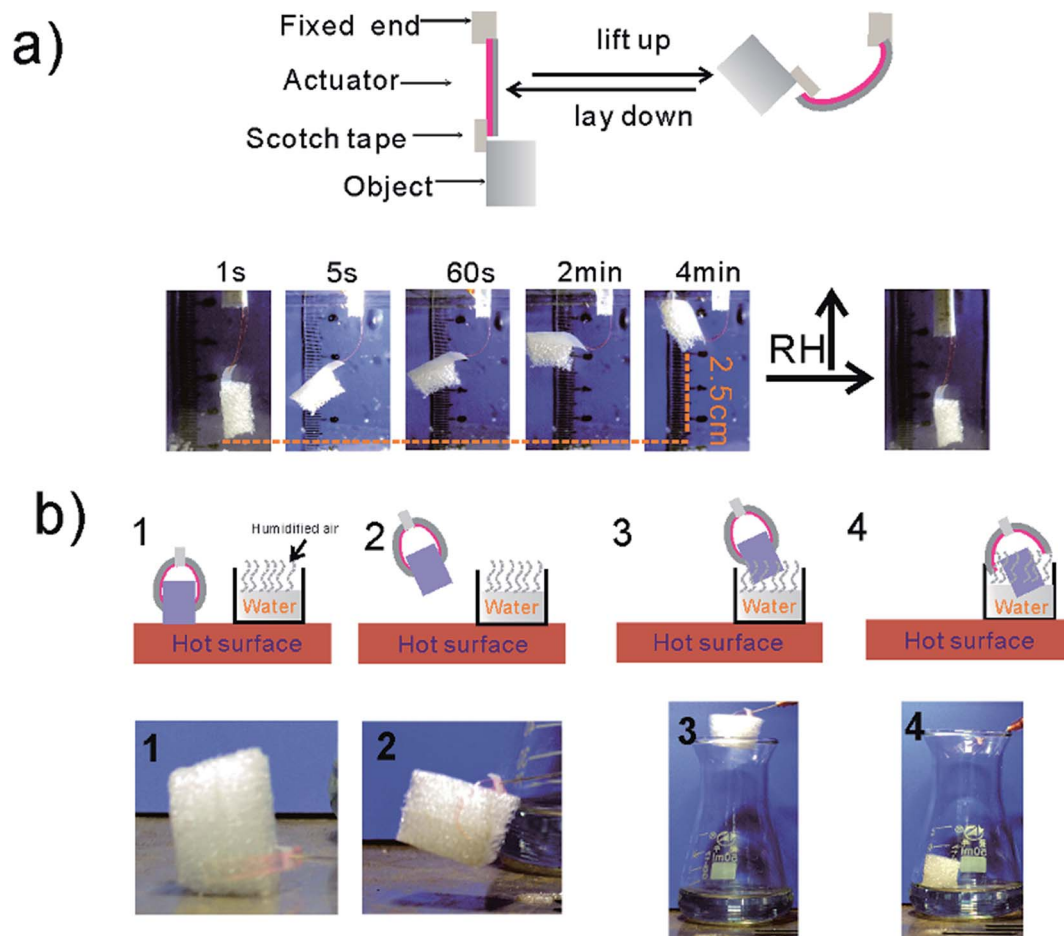 a)
Fixed end
Actuator
Scotch tape
Object
lift up
lay down
1s
5s
60s
2min
4min
2.5cm
RH
b)
1
Humidified air
Water
Hot surface
2
Water
Hot surface
3
Water
Hot surface
4
Water
Hot surface
1
2
3
4